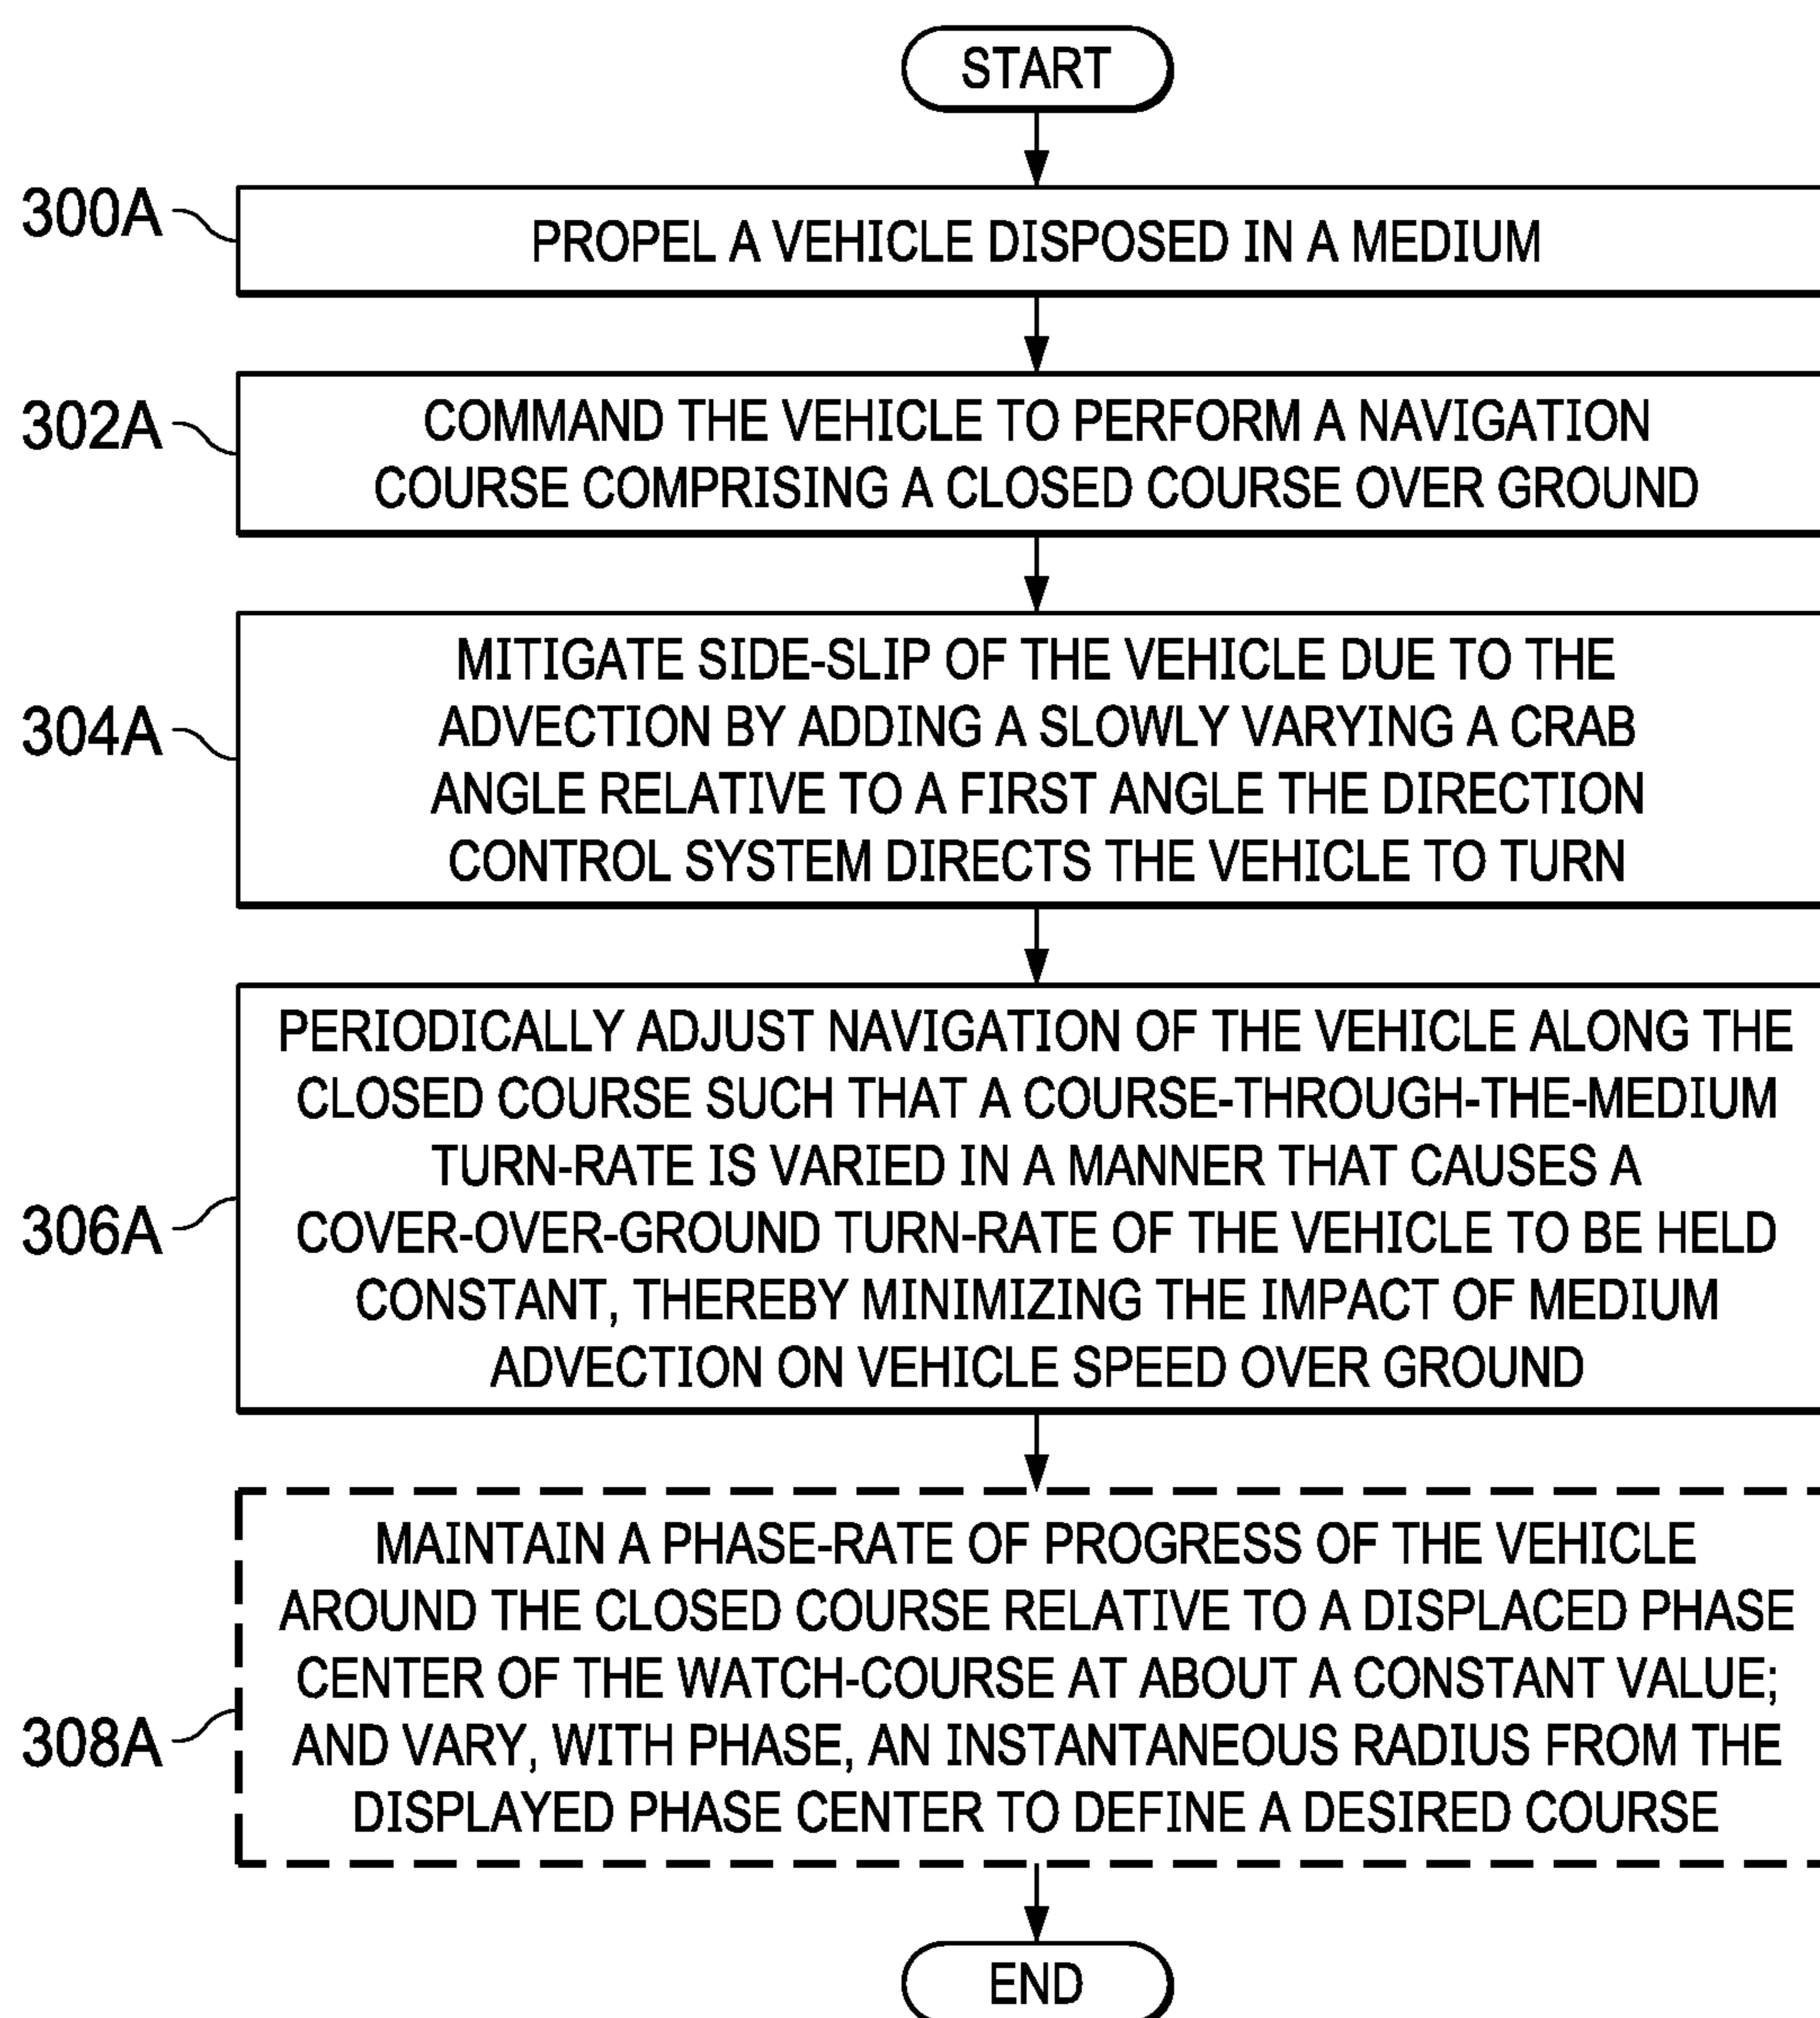 START
300A
PROPEL A VEHICLE DISPOSED IN A MEDIUM
302A
COMMAND THE VEHICLE TO PERFORM A NAVIGATION
COURSE COMPRISING A CLOSED COURSE OVER GROUND
304A
MITIGATE SIDE-SLIP OF THE VEHICLE DUE TO THE
ADVECTION BY ADDING A SLOWLY VARYING A CRAB
ANGLE RELATIVE TO A FIRST ANGLE THE DIRECTION
CONTROL SYSTEM DIRECTS THE VEHICLE TO TURN
306A
PERIODICALLY ADJUST NAVIGATION OF THE VEHICLE ALONG THE
CLOSED COURSE SUCH THAT A COURSE-THROUGH-THE-MEDIUM
TURN-RATE IS VARIED IN A MANNER THAT CAUSES A
COVER-OVER-GROUND TURN-RATE OF THE VEHICLE TO BE HELD
CONSTANT, THEREBY MINIMIZING THE IMPACT OF MEDIUM
ADVECTION ON VEHICLE SPEED OVER GROUND
308A
MAINTAIN A PHASE-RATE OF PROGRESS OF THE VEHICLE
AROUND THE CLOSED COURSE RELATIVE TO A DISPLACED PHASE
CENTER OF THE WATCH-COURSE AT ABOUT A CONSTANT VALUE;
AND VARY, WITH PHASE, AN INSTANTANEOUS RADIUS FROM THE
DISPLAYED PHASE CENTER TO DEFINE A DESIRED COURSE
END